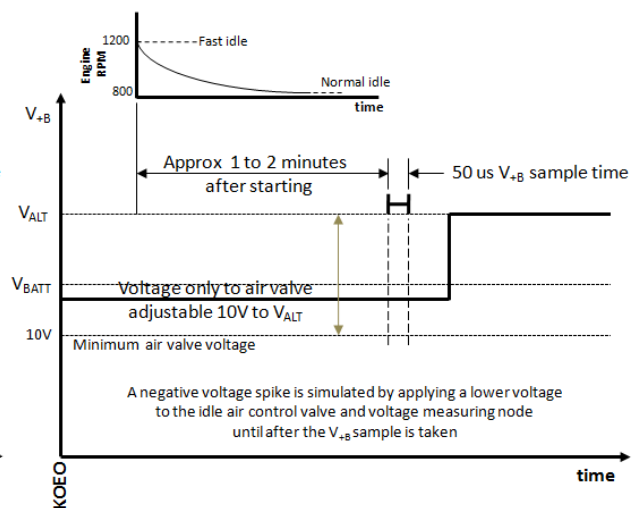 1200
Fast idle
Engine
RPM
Normal idle
800
time
V+B
Approx 1 to 2 minutes
after starting
50 us V+B sample time
VALT
VBATT
Voltage only to air valve
adjustable 10V to VALT
10V
Minimum air valve voltage
A negative voltage spike is simulated by applying a lower voltage
to the idle air control valve and voltage measuring node
until after the V+B sample is taken
time
KOEO